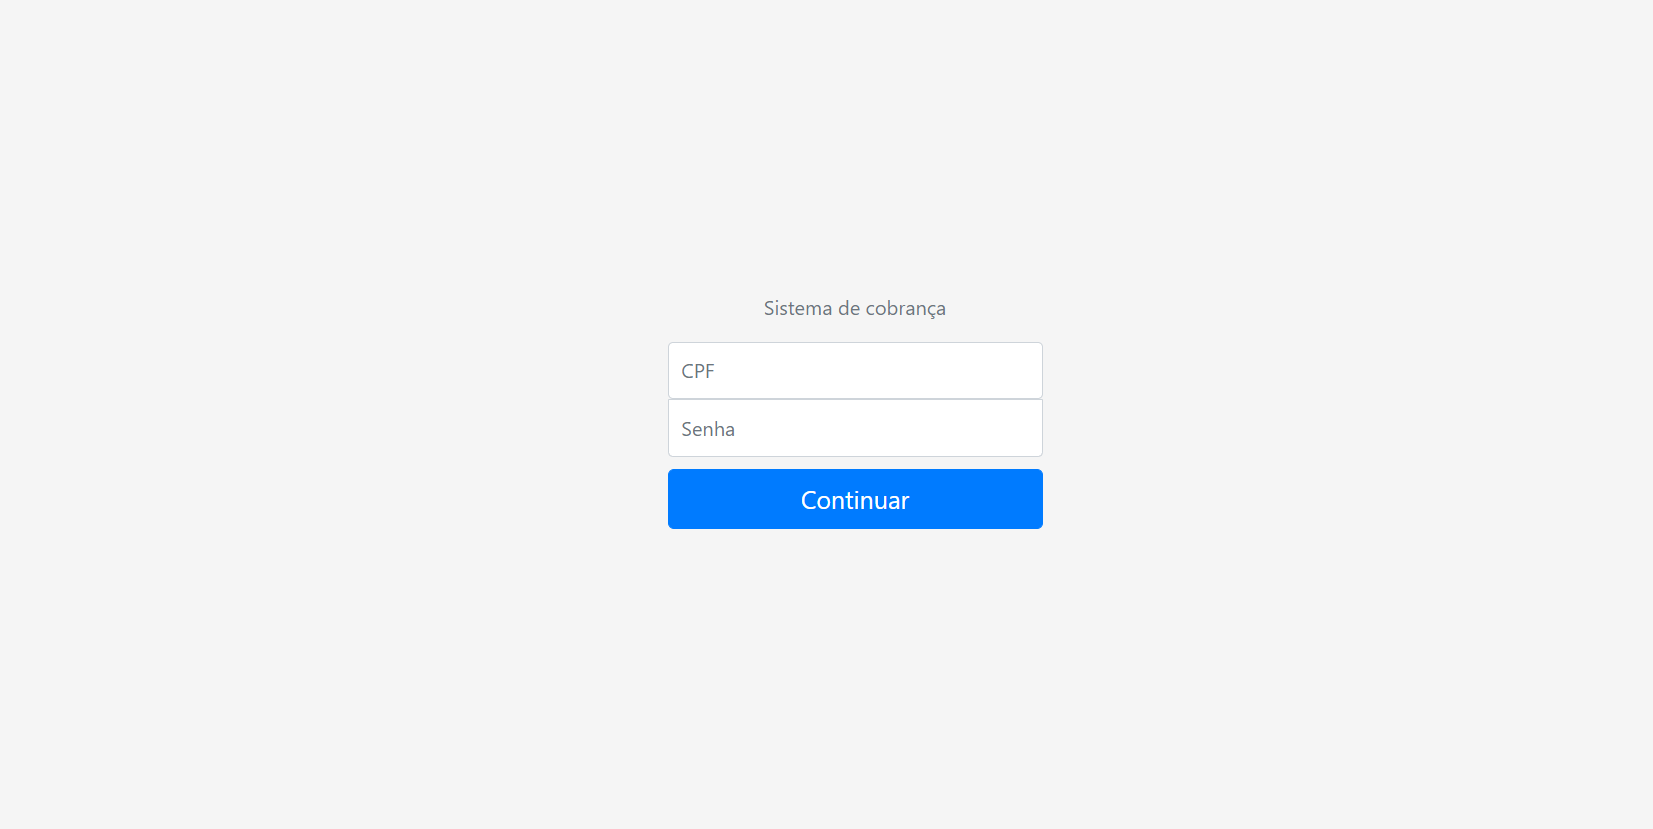 Sistema de cobrança
CPF
Senha
Continuar